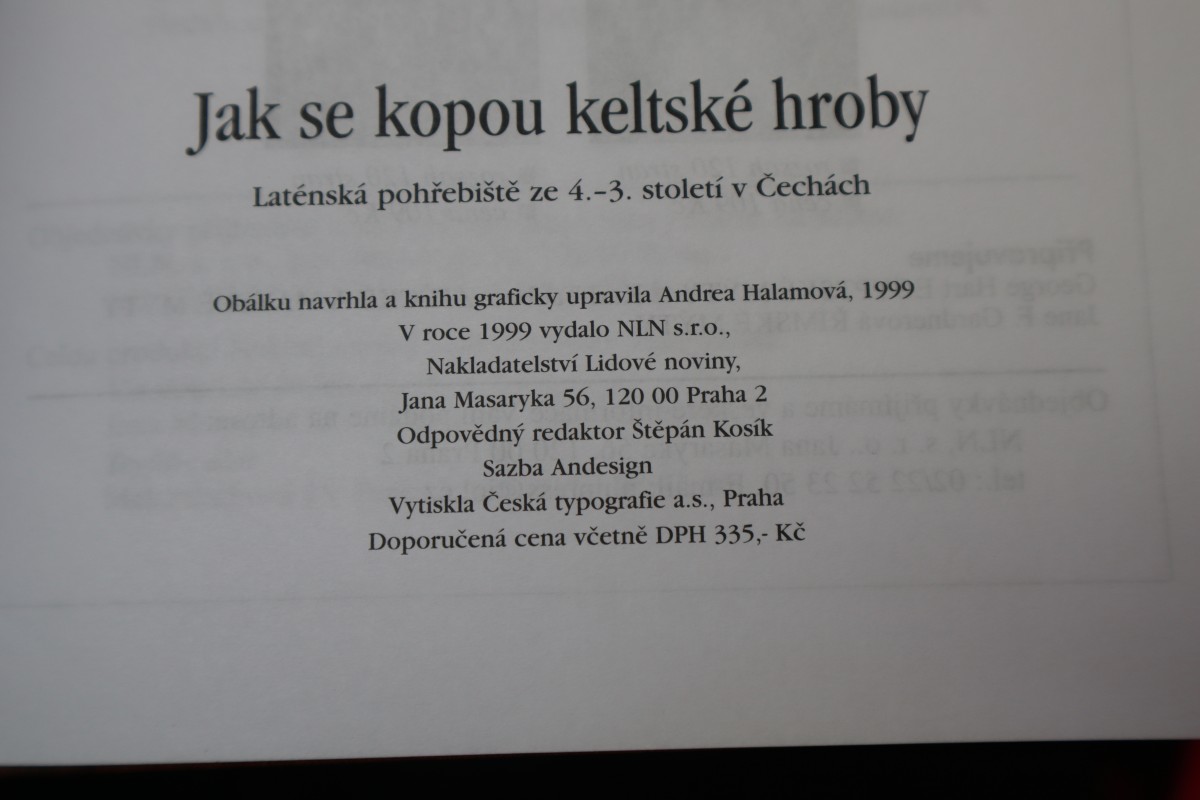 Jak se kopou keltské hroby
Laténská pohřebiště ze 4.–3. století v Čechách
Obálku navrhla a knihu graficky upravila Andrea Halamová, 1999
V roce 1999 vydalo NLN s.r.o.,
Nakladatelství Lidové noviny,
Jana Masaryka 56, 120 00 Praha 2
Odpovědný redaktor Štěpán Kosík
Sazba Andesign
Vytiskla Česká typografie a.s., Praha
Doporučená cena včetně DPH 335,- Kč